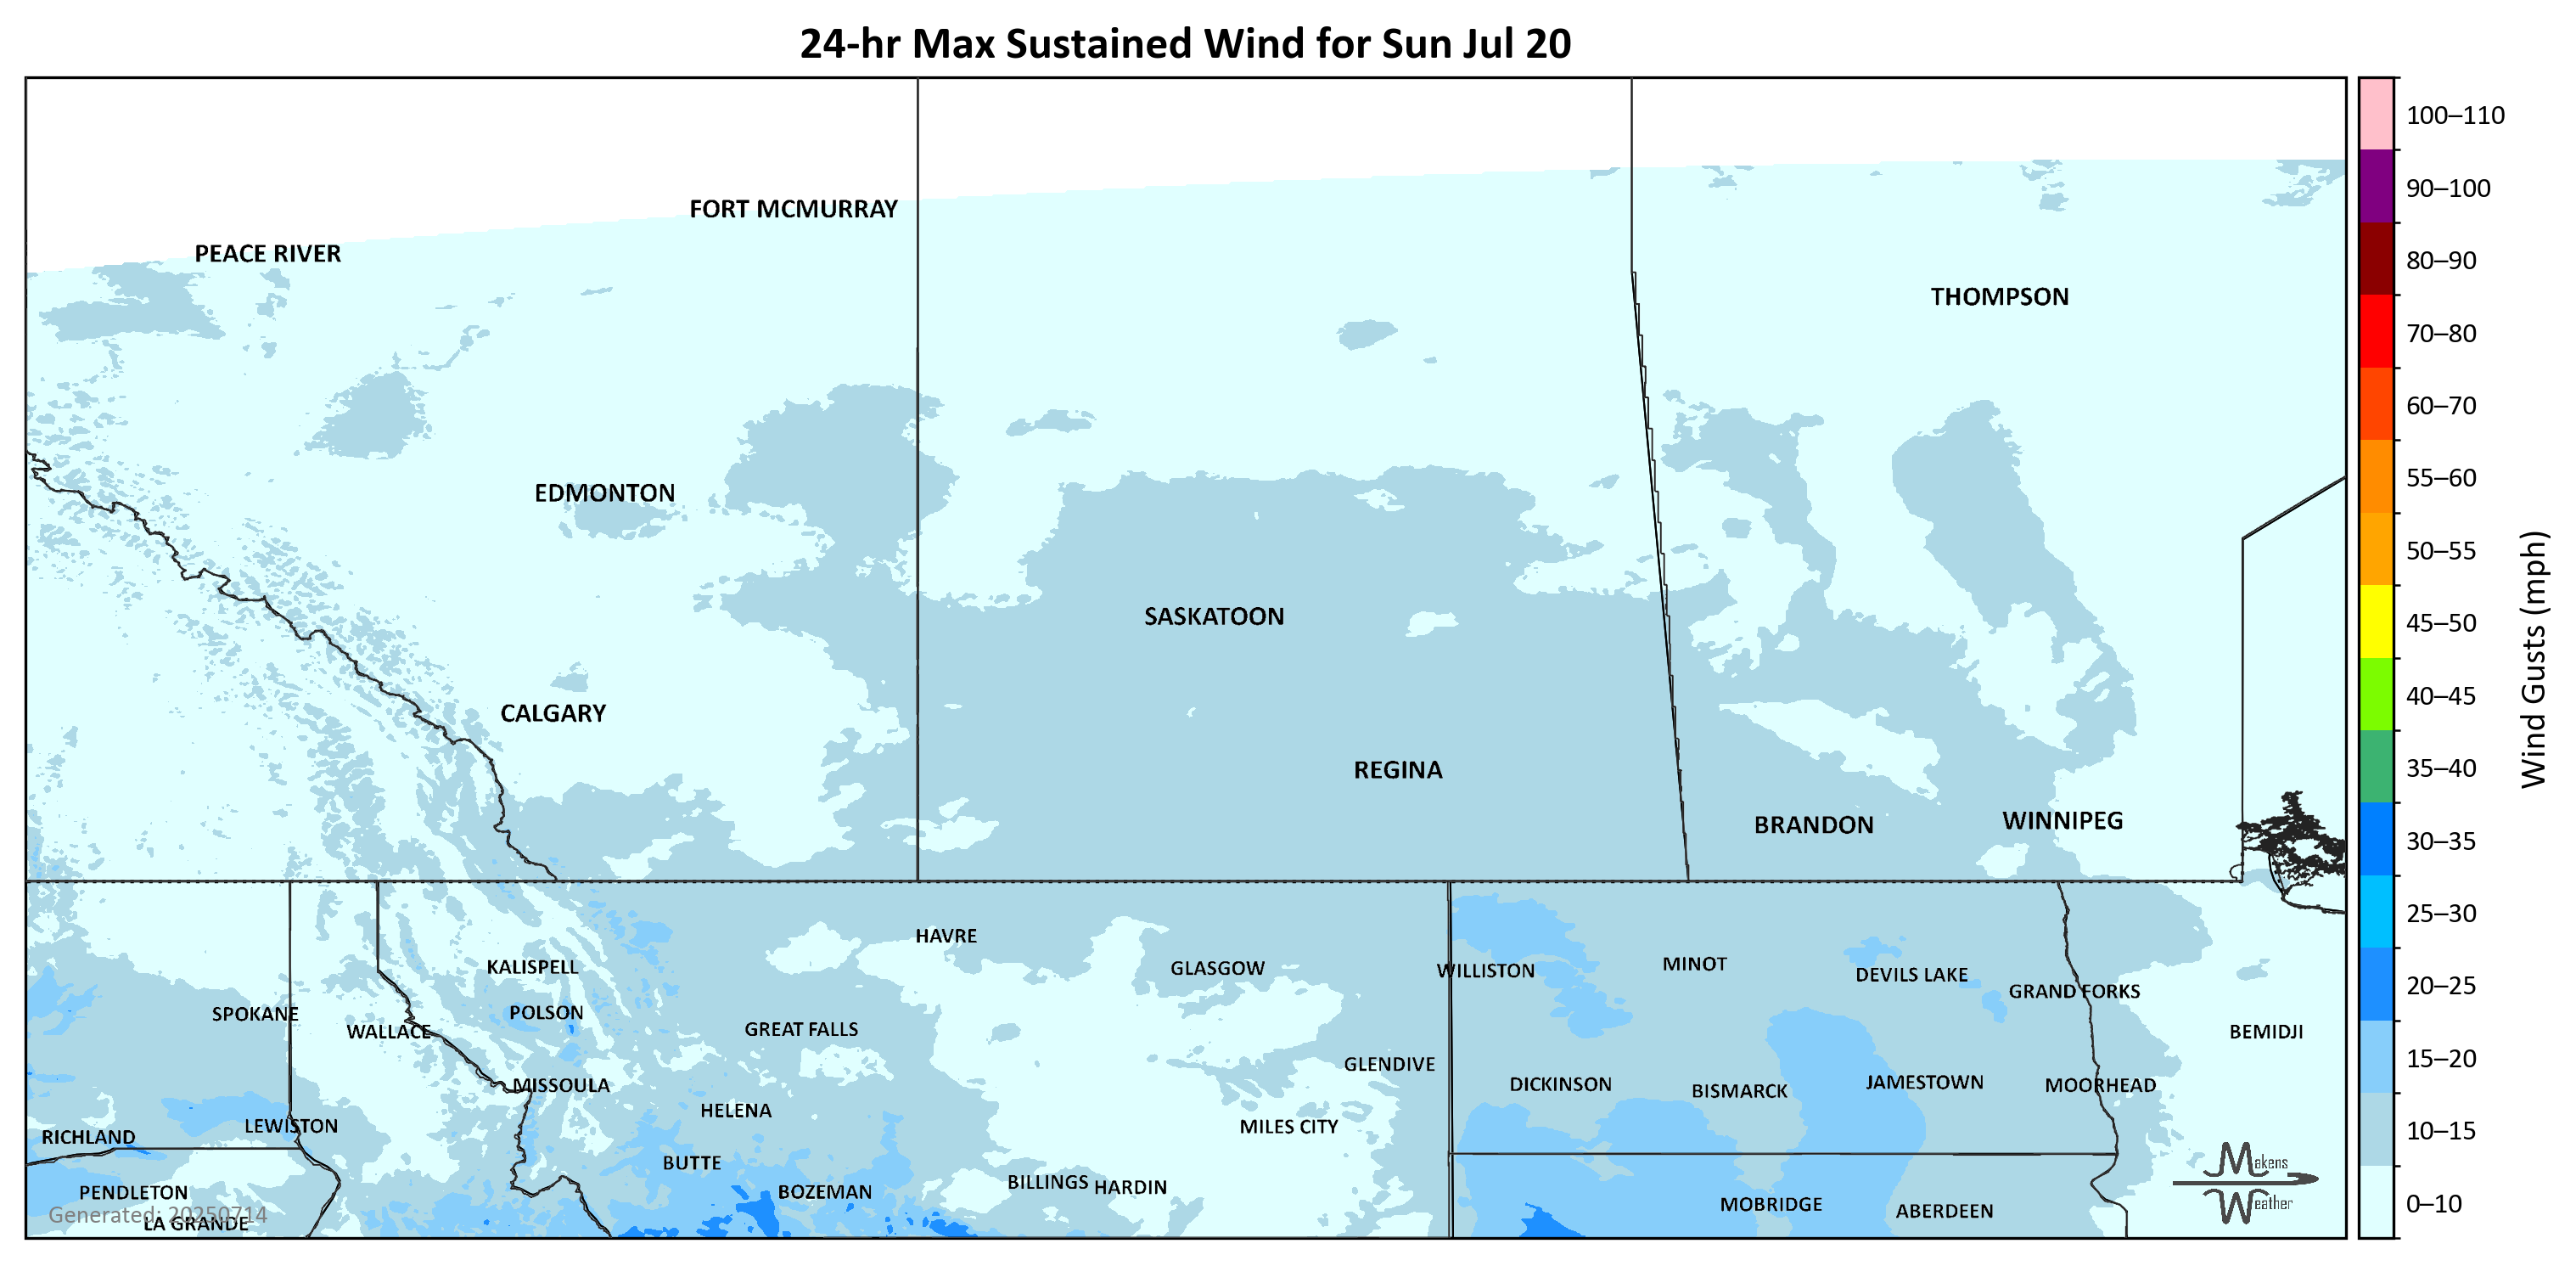 24-hr Max Sustained Wind for Sun Jul 20
100–110
90–100
FORT MCMURRAY
PEACE RIVER
80–90
THOMPSON
70–80
60–70
EDMONTON
55–60
50–55
SASKATOON
45–50
Wind Gusts (mph)
CALGARY
40–45
REGINA
35–40
BRANDON
WINNIPEG
30–35
HAVRE
25–30
KALISPELL
GLASGOW
WILLISTON
MINOT
DEVILS LAKE
GRAND FORKS
20–25
SPOKANE
POLSON
WALLACE
GREAT FALLS
BEMIDJI
15–20
GLENDIVE
MISSOULA
DICKINSON
BISMARCK
JAMESTOWN
MOORHEAD
HELENA
LEWISTON
MILES CITY
10–15
RICHLAND
BUTTE
Makens
Weather
PENDLETON
BOZEMAN
BILLINGS
HARDIN
MOBRIDGE
ABERDEEN
0–10
Generated: 20250714
LA GRANDE